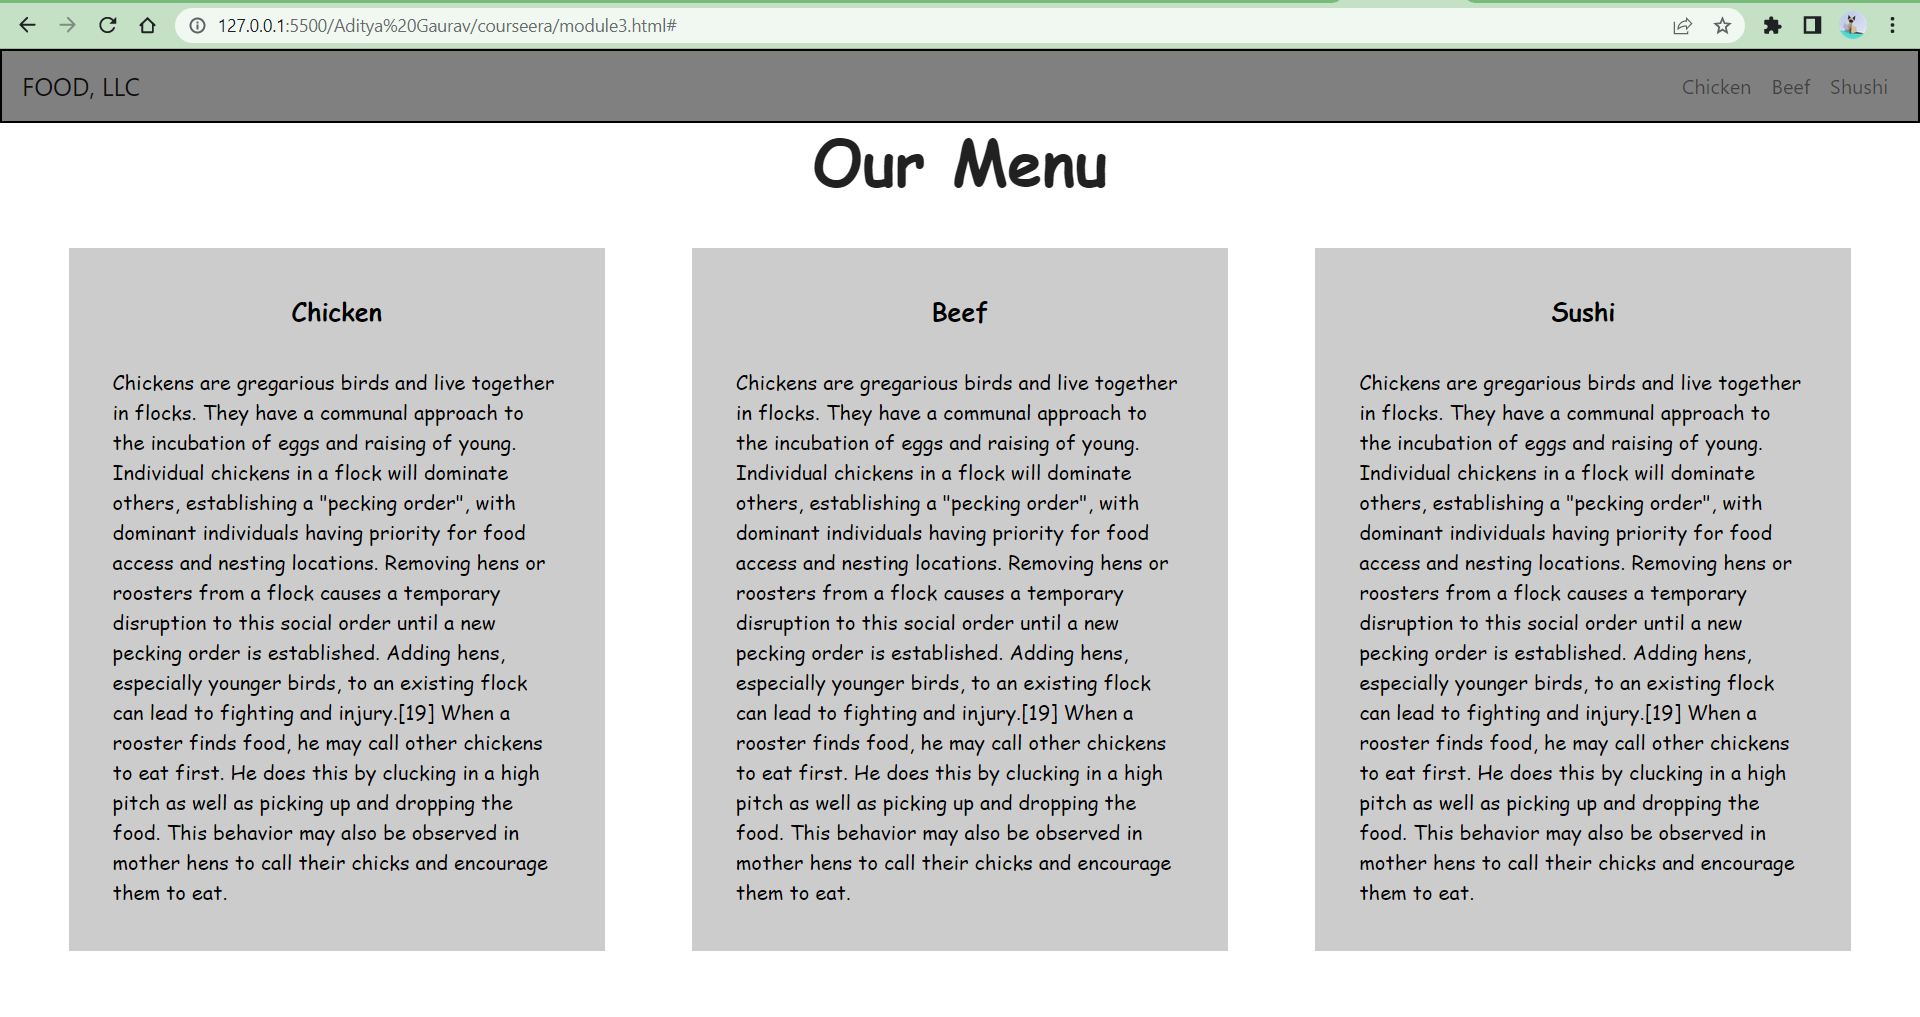 127.0.0.1:5500/Aditya%20Gaurav/courseera/module3.html#
FOOD, LLC
Chicken Beef Shushi
Our Menu
Chicken
Chickens are gregarious birds and live together
in flocks. They have a communal approach to
the incubation of eggs and raising of young.
Individual chickens in a flock will dominate
others, establishing a "pecking order", with
dominant individuals having priority for food
access and nesting locations. Removing hens or
roosters from a flock causes a temporary
disruption to this social order until a new
pecking order is established. Adding hens,
especially younger birds, to an existing flock
can lead to fighting and injury.[19] When a
rooster finds food, he may call other chickens
to eat first. He does this by clucking in a high
pitch as well as picking up and dropping the
food. This behavior may also be observed in
mother hens to call their chicks and encourage
them to eat.
Beef
Chickens are gregarious birds and live together
in flocks. They have a communal approach to
the incubation of eggs and raising of young.
Individual chickens in a flock will dominate
others, establishing a "pecking order", with
dominant individuals having priority for food
access and nesting locations. Removing hens or
roosters from a flock causes a temporary
disruption to this social order until a new
pecking order is established. Adding hens,
especially younger birds, to an existing flock
can lead to fighting and injury.[19] When a
rooster finds food, he may call other chickens
to eat first. He does this by clucking in a high
pitch as well as picking up and dropping the
food. This behavior may also be observed in
mother hens to call their chicks and encourage
them to eat.
Sushi
Chickens are gregarious birds and live together
in flocks. They have a communal approach to
the incubation of eggs and raising of young.
Individual chickens in a flock will dominate
others, establishing a "pecking order", with
dominant individuals having priority for food
access and nesting locations. Removing hens or
roosters from a flock causes a temporary
disruption to this social order until a new
pecking order is established. Adding hens,
especially younger birds, to an existing flock
can lead to fighting and injury.[19] When a
rooster finds food, he may call other chickens
to eat first. He does this by clucking in a high
pitch as well as picking up and dropping the
food. This behavior may also be observed in
mother hens to call their chicks and encourage
them to eat.